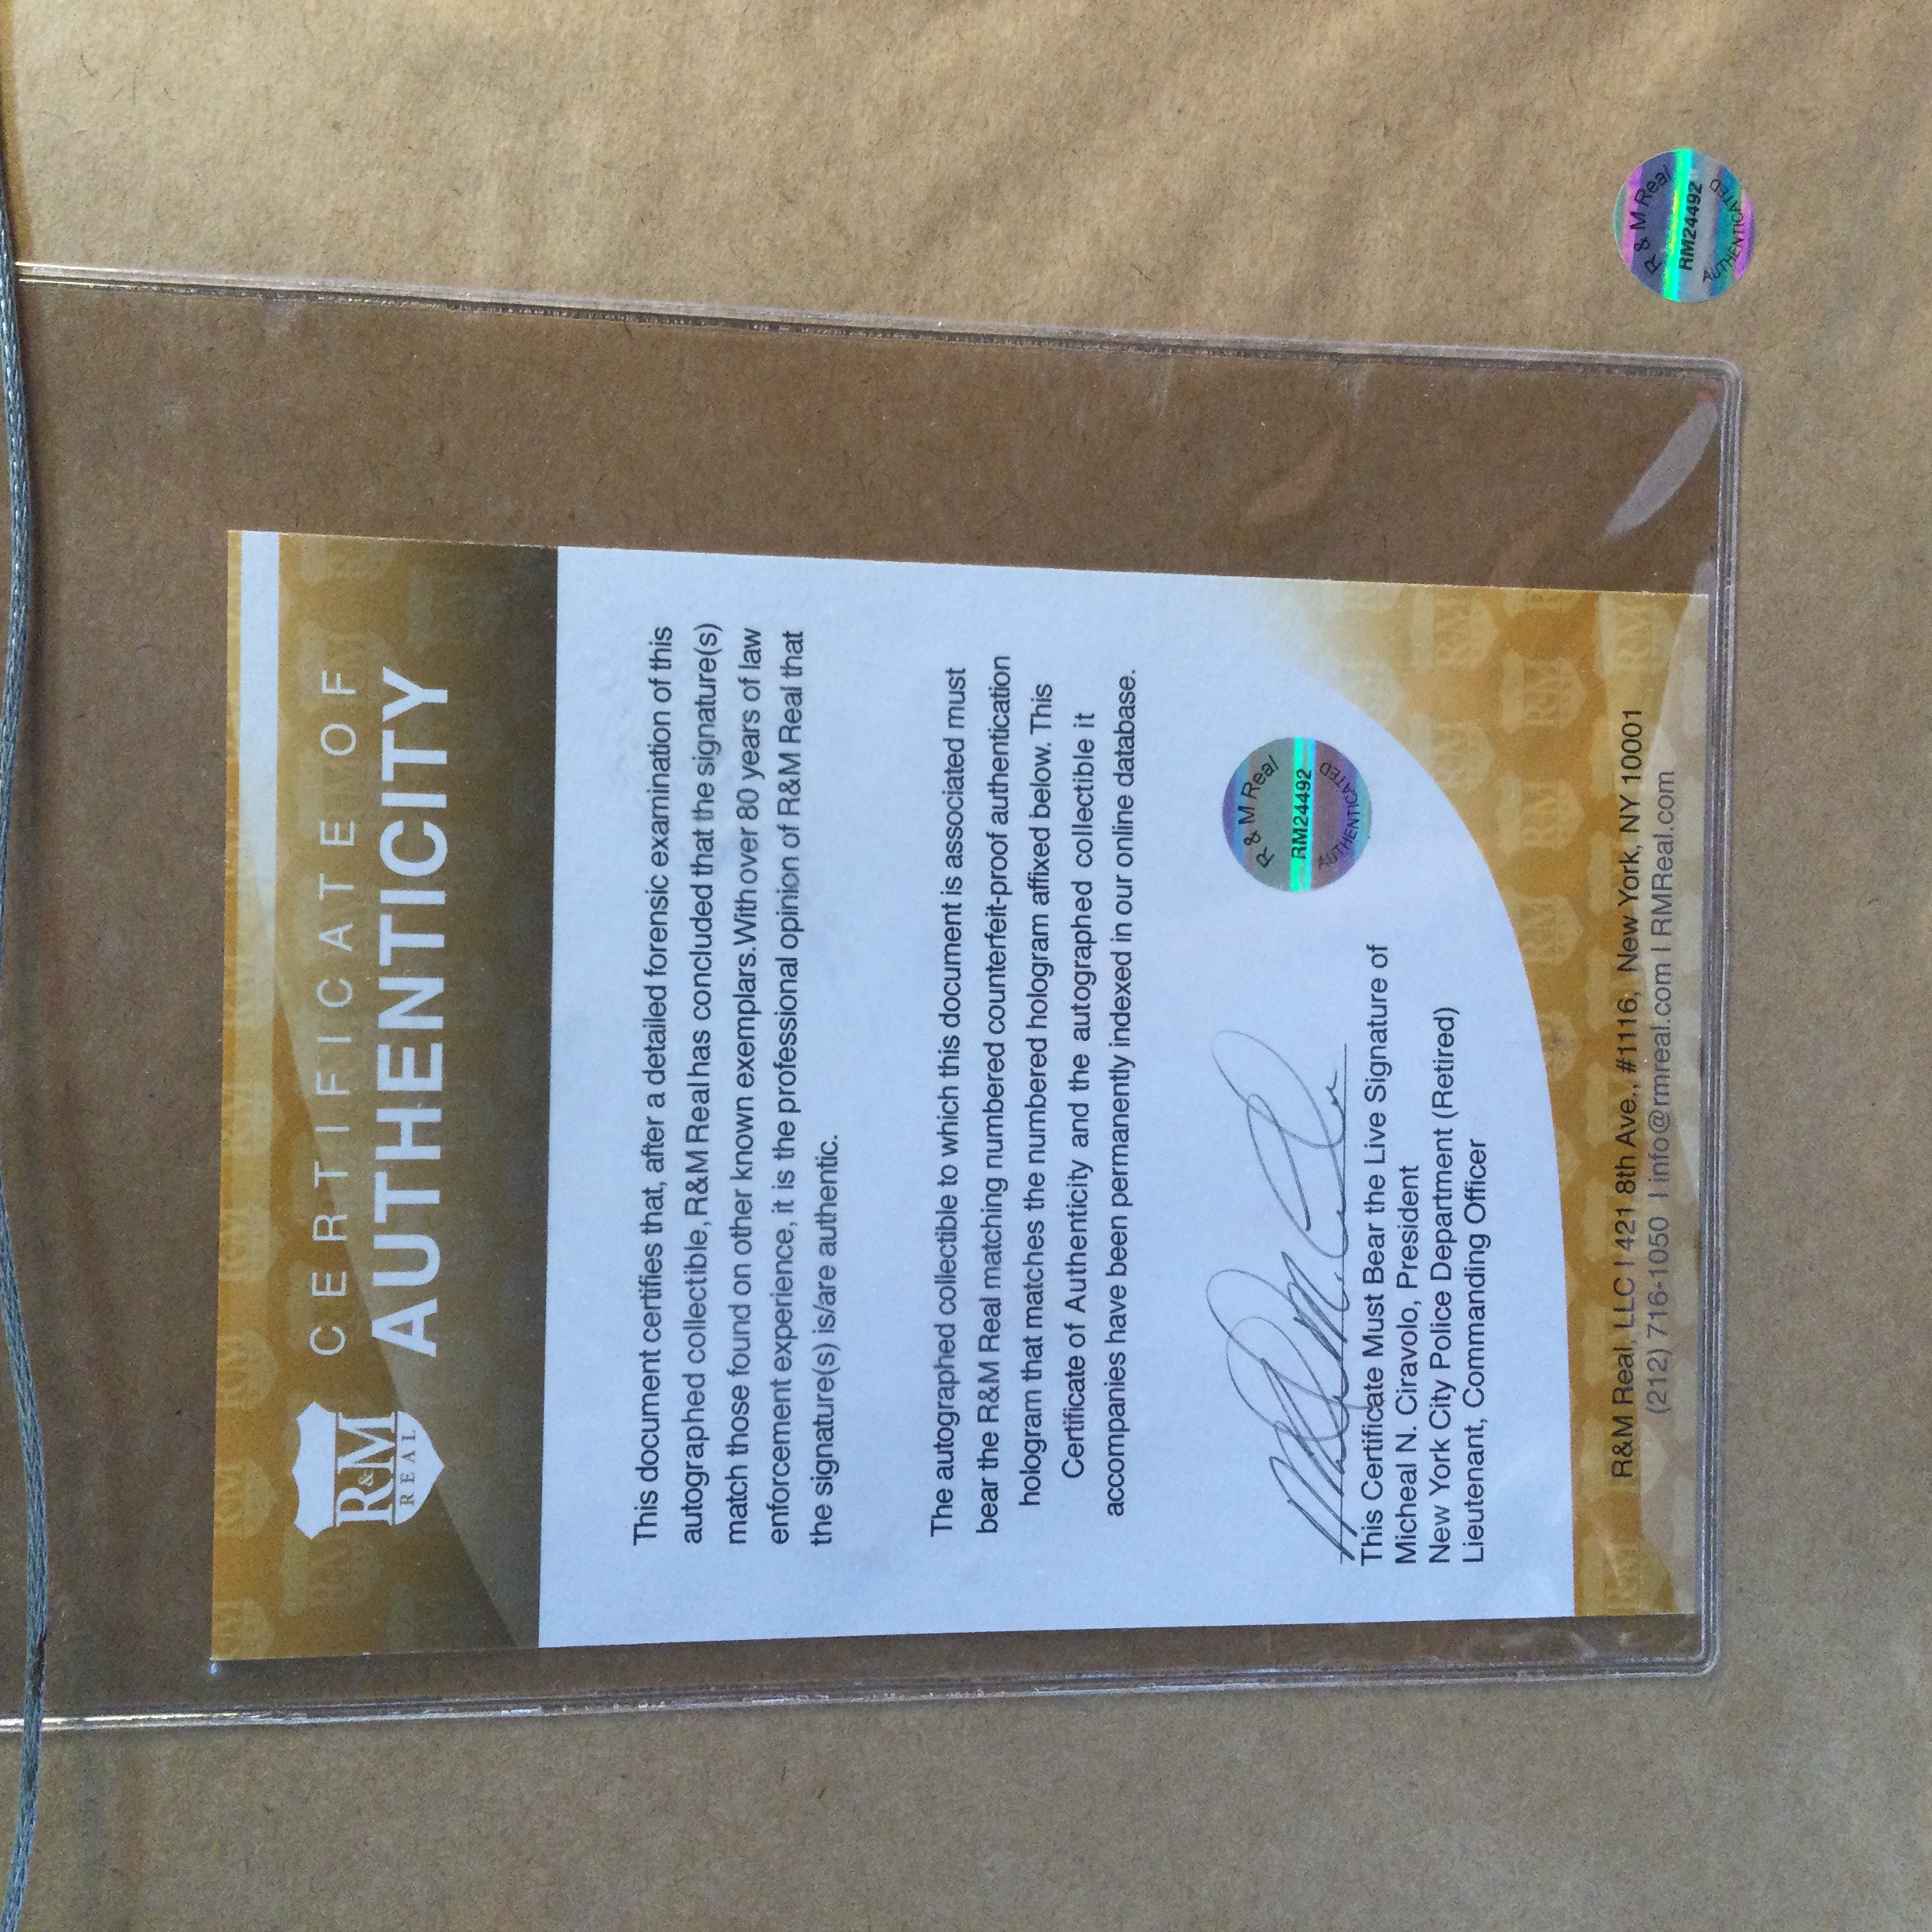 R&M
REAL
CERTIFICATE OF
AUTHENTICITY
This document certifies that, after a detailed forensic examination of this
autographed collectible, R&M Real has concluded that the signature(s)
match those found on other known exemplars.With over 80 years of law
enforcement experience, it is the professional opinion of R&M Real that
the signature(s) is/are authentic.
The autographed collectible to which this document is associated must
bear the R&M Real matching numbered counterfeit-proof authentication
hologram that matches the numbered hologram affixed below. This
Certificate of Authenticity and the autographed collectible it
accompanies have been permanently indexed in our online database.
R & M Real
RM24492
AUTHENTICATED
This Certificate Must Bear the Live Signature of
Micheal N. Ciravolo, President
New York City Police Department (Retired)
Lieutenant, Commanding Officer
R&M Real, LLC | 421 8th Ave., #1116, New York, NY 10001
(212) 716-1050 | info@rmreal.com | RMReal.com
R & M Real
RM24492
AUTHENTICATED